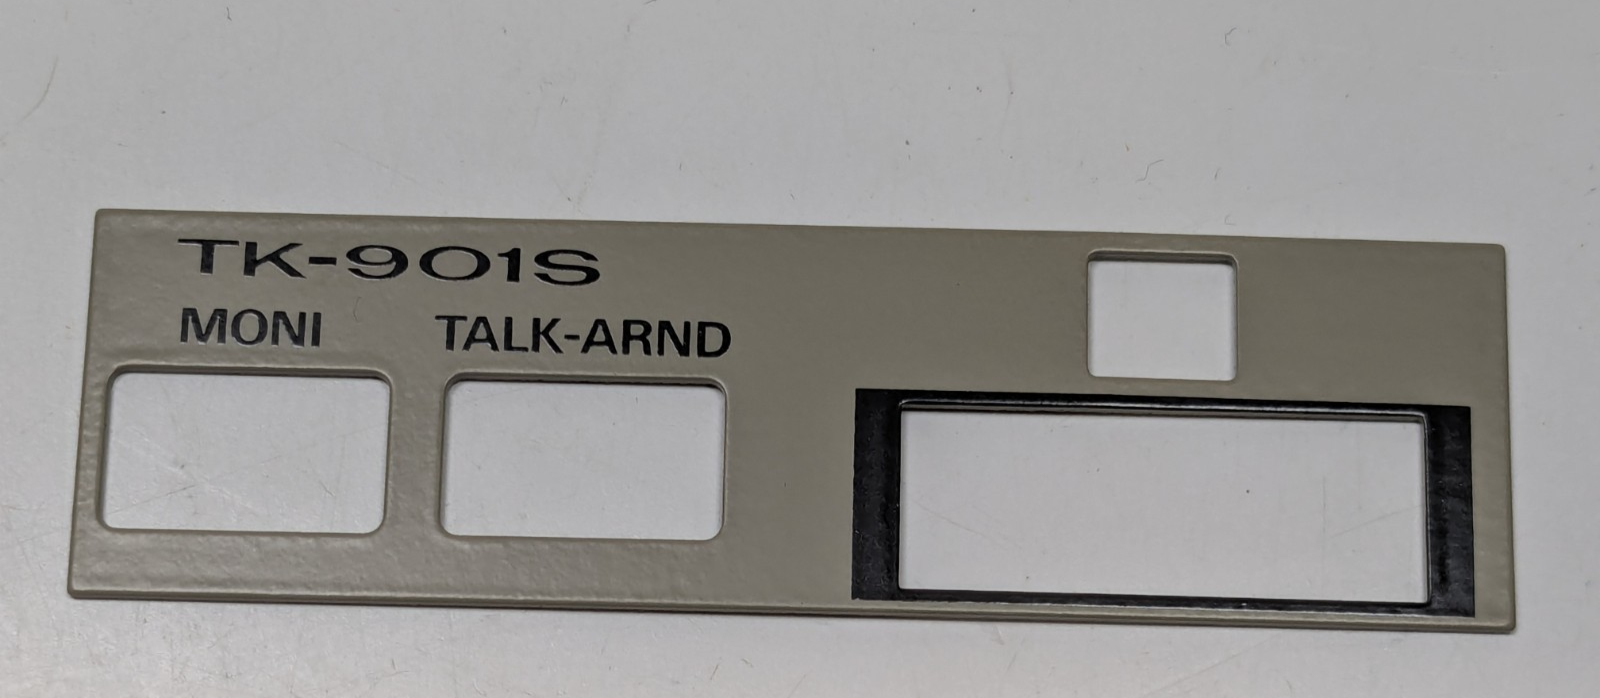 TK-901S
MONI TALK-ARND